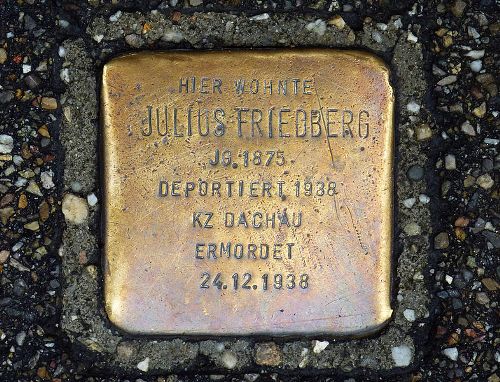 HIER WOHNTE
JULIUS FRIEDBERG
JG. 1875
DEPORTIERT 1938
KZ DACHAU
ERMORDET
24.12.1938